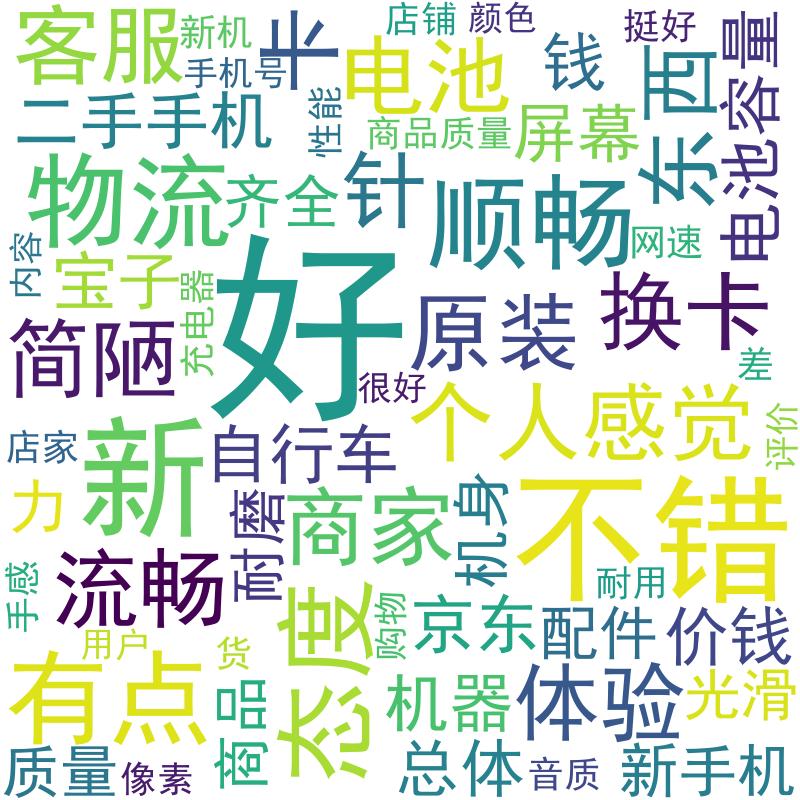 客服
新机
卡
店铺
颜色
挺好
电池容量
手机号
电池
钱
东西
二手手机
性能
商品质量
屏幕
物流
齐全
针
顺畅
网速
内容
宝子
充电器
好
原装
换卡
简陋
很好
差
个人感觉
评价
店家
新
自行车
力
耐磨
商家
机身
不错
手感
流畅
态度
购物
京东
耐用
配件
价钱
用户
货
有点
商品
机器
体验
光滑
质量
像素
总体
音质
新手机